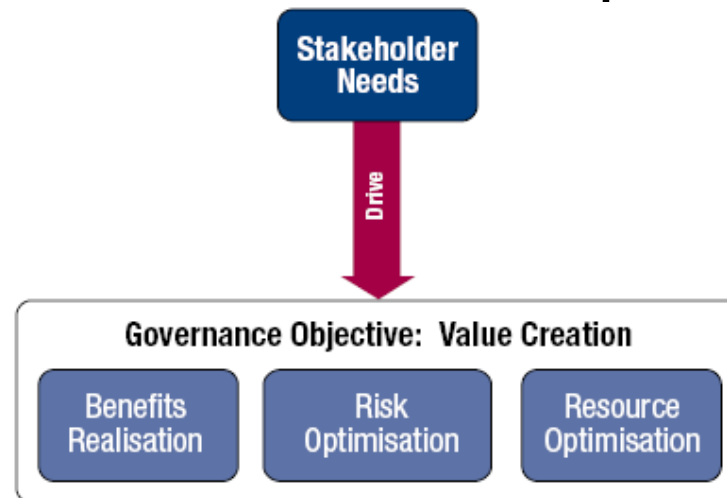 Stakeholder
Needs
Drive
Governance Objective: Value Creation
Benefits
Realisation
Risk
Optimisation
Resource
Optimisation